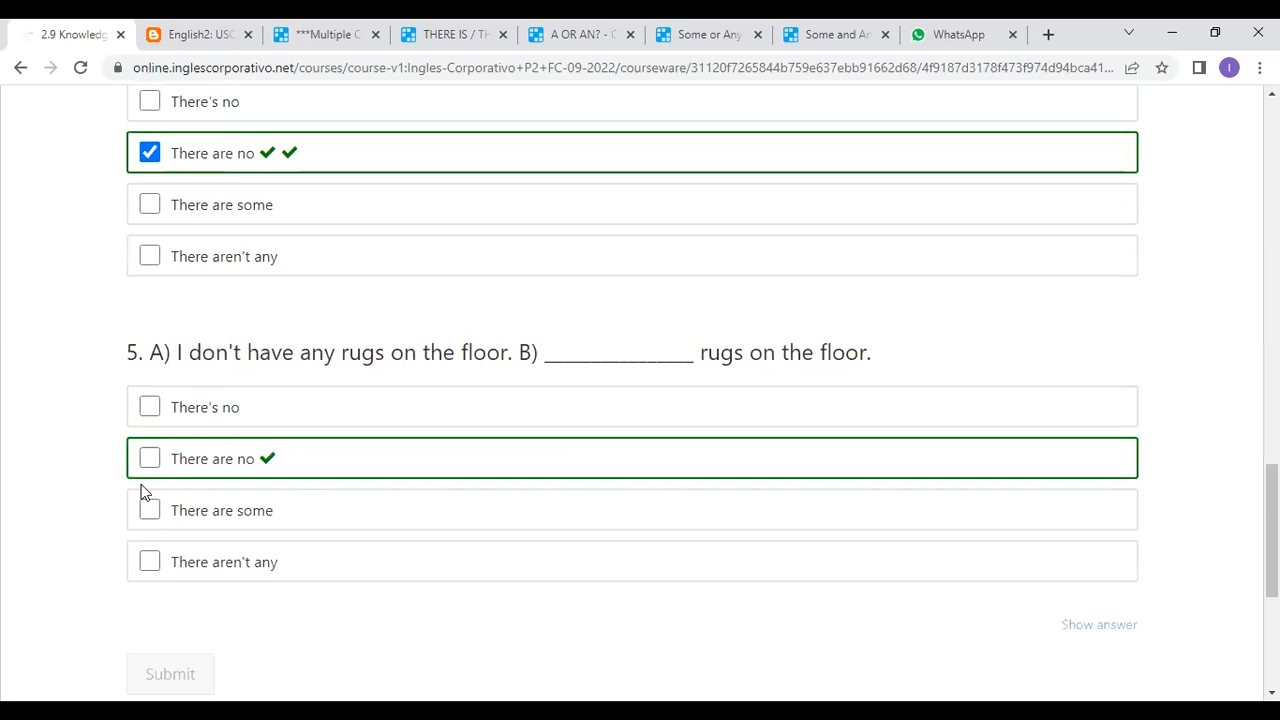 2.9 Knowledg
English2: USC
***Multiple C
THERE IS / TH
A OR AN? - C
Some or Any
Some and An
WhatsApp
online.inglescorporativo.net/courses/course-v1:Ingles-Corporativo+P2+FC-09-2022/courseware/31120f7265844b759e637ebb91662d68/4f9187d3178f473f974d94bca41...
I
There's no
There are no
There are some
There aren't any
5. A) I don't have any rugs on the floor. B) _______________ rugs on the floor.
There's no
There are no
There are some
There aren't any
Show answer
Submit